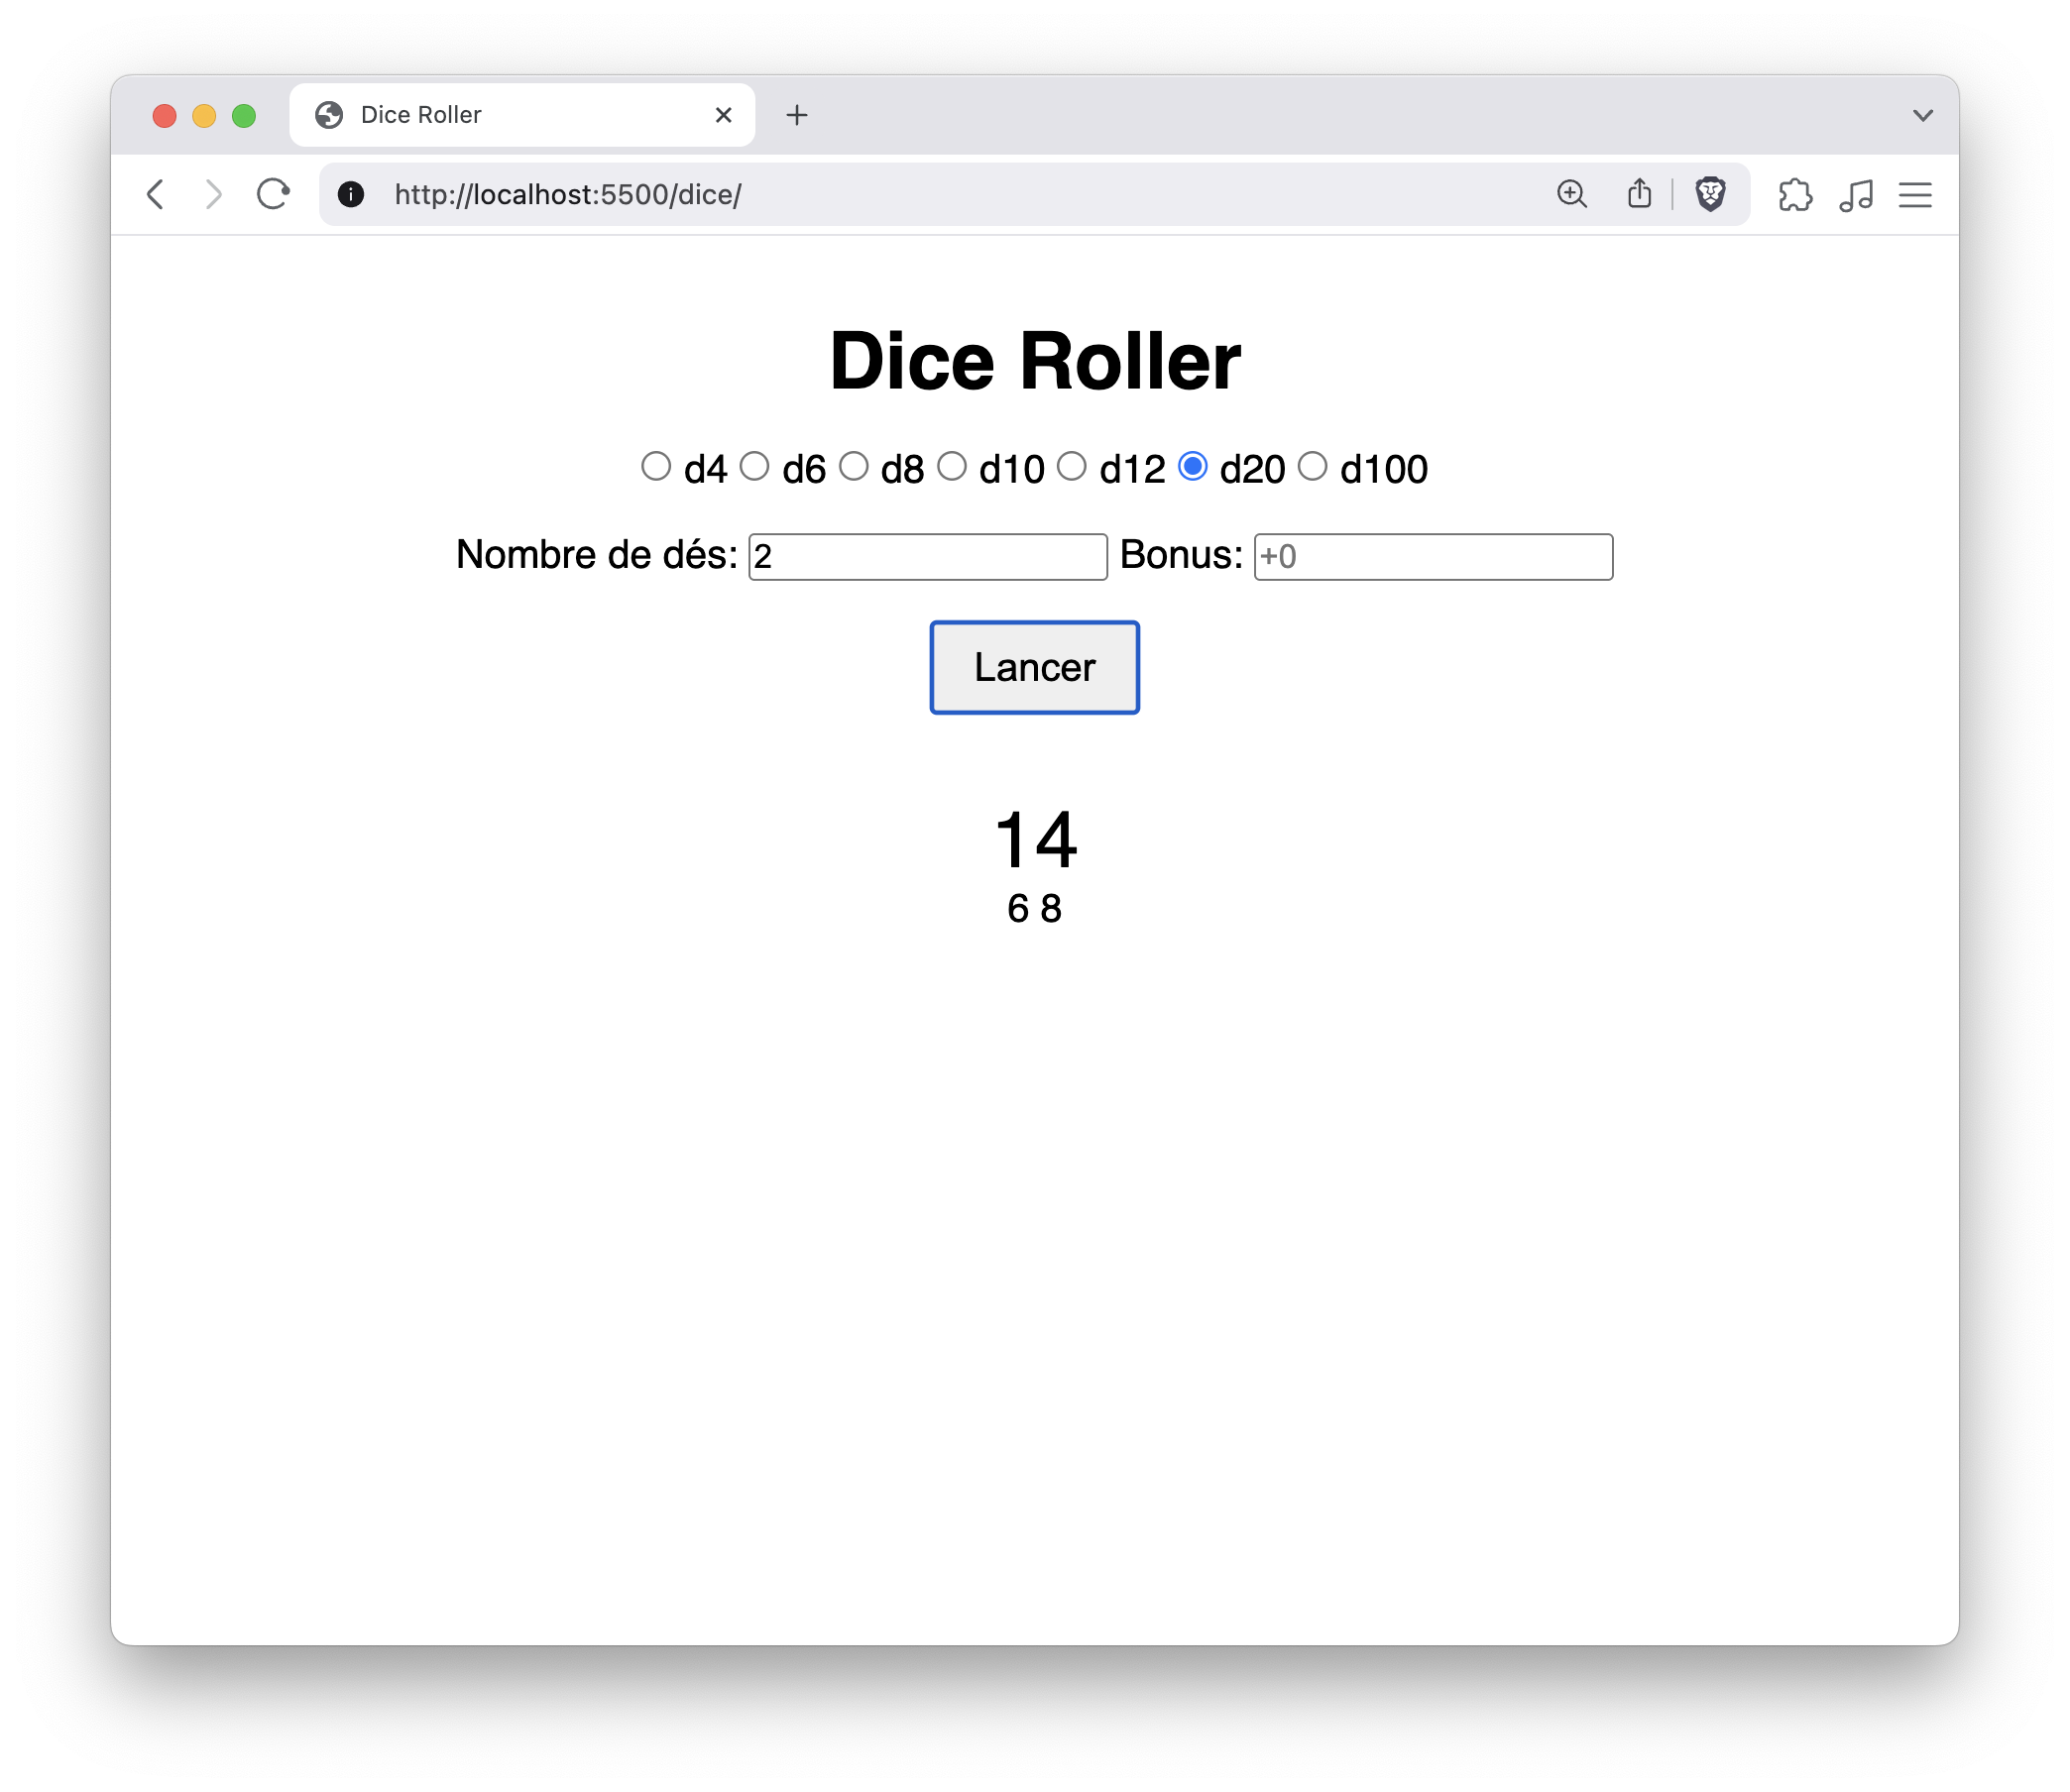 Dice Roller
http://localhost:5500/dice/
Dice Roller
d4 d6 d8 d10 d12 d20 d100
Nombre de dés: 2 Bonus: +0
Lancer
14
6 8